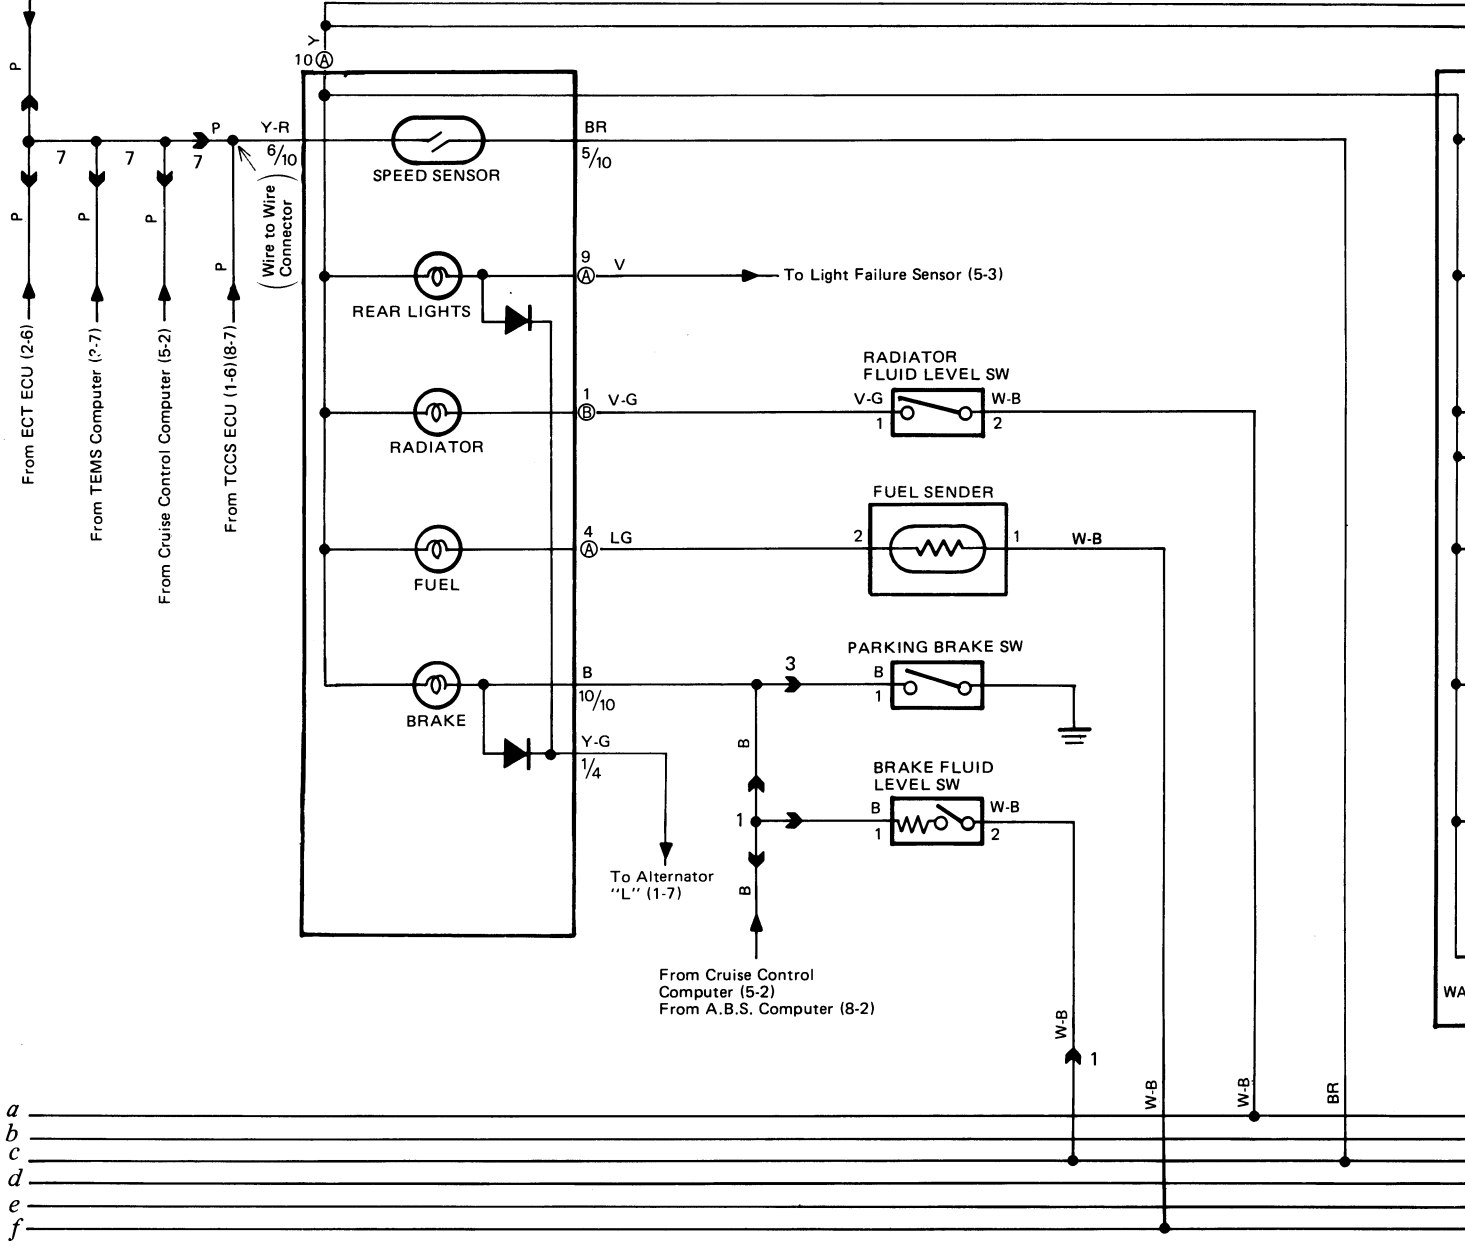 Y
10 A
P
7
7
7
P
Y-R
6/10
SPEED SENSOR
BR
5/10
P
P
P
P
Wire to Wire
Connector
From ECT ECU (2-6)
From TEMS Computer (2-7)
From Cruise Control Computer (5-2)
From TCCS ECU (1-6)(8-7)
REAR LIGHTS
9
A
V
To Light Failure Sensor (5-3)
RADIATOR
1
B
V-G
RADIATOR
FLUID LEVEL SW
V-G
1
W-B
2
FUEL
4
A
LG
FUEL SENDER
2
1
W-B
BRAKE
B
10/10
3
PARKING BRAKE SW
B
1
Y-G
1/4
To Alternator
"L" (1-7)
B
1
B
BRAKE FLUID
LEVEL SW
B
1
W-B
2
From Cruise Control
Computer (5-2)
From A.B.S. Computer (8-2)
WA
W-B
1
W-B
W-B
BR
a
b
c
d
e
f